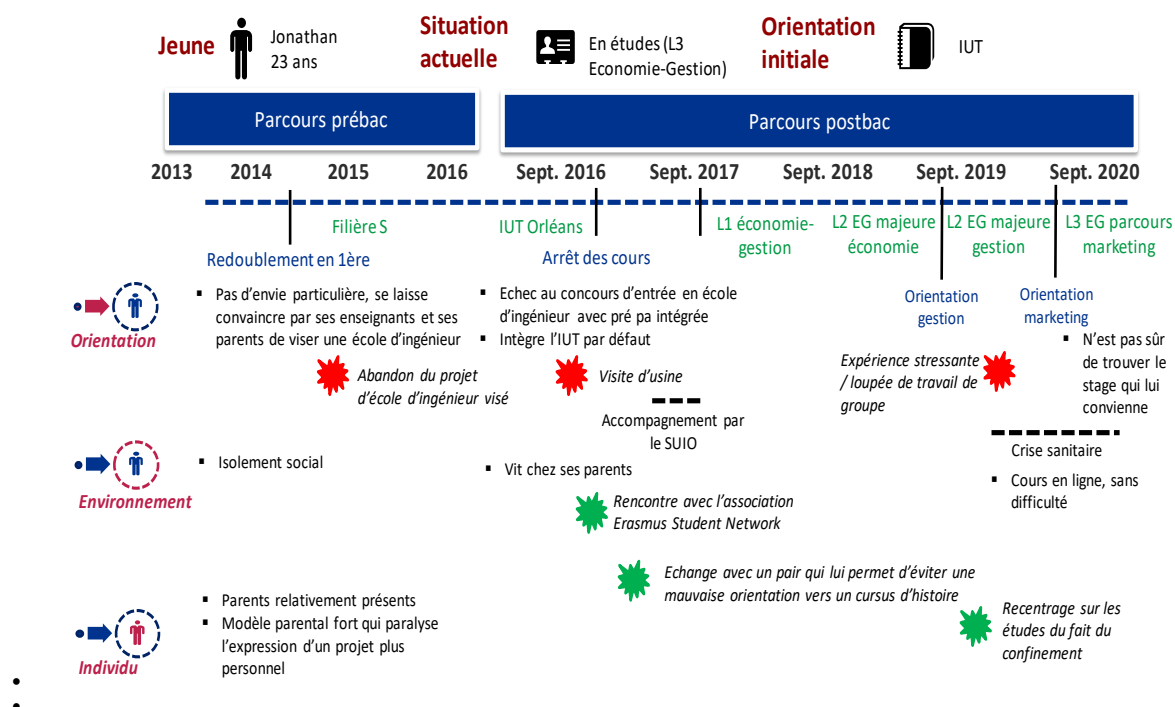 Jeune
Jonathan
23 ans
Situation
actuelle
En études (L3
Economie-Gestion)
Orientation
initiale
IUT
Parcours prébac
Parcours postbac
2013 2014 2015 2016 Sept. 2016 Sept. 2017 Sept. 2018 Sept. 2019 Sept. 2020
Filière S
IUT Orléans
L1 économie-
gestion
L2 EG majeure
économie
L2 EG majeure
gestion
L3 EG parcours
marketing
Redoublement en 1ère
Arrêt des cours
Orientation
gestion
Orientation
marketing
Orientation
▪ Pas d'envie particulière, se laisse
convaincre par ses enseignants et ses
parents de viser une école d'ingénieur
Abandon du projet
d'école d'ingénieur visé
▪ Echec au concours d'entrée en école
d'ingénieur avec pré pa intégrée
▪ Intègre l'IUT par défaut
Visite d'usine
Accompagnement par
le SUIO
Expérience stressante
/ loupée de travail de
groupe
▪ N'est pas sûr
de trouver le
stage qui lui
convienne
Environnement
▪ Isolement social
▪ Vit chez ses parents
Rencontre avec l'association
Erasmus Student Network
Crise sanitaire
▪ Cours en ligne, sans
difficulté
Echange avec un pair qui lui permet d'éviter une
mauvaise orientation vers un cursus d'histoire
Individu
▪ Parents relativement présents
▪ Modèle parental fort qui paralyse
l'expression d'un projet plus
personnel
Recentrage sur les
études du fait du
confinement